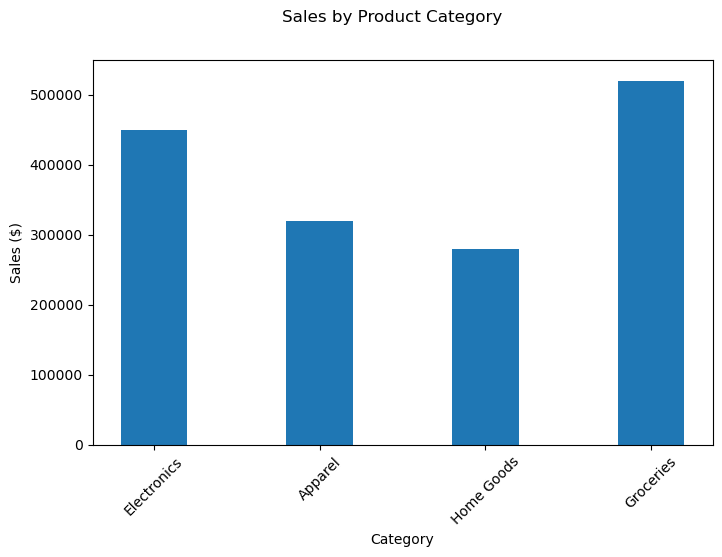 Sales by Product Category
Sales ($)
500000
400000
300000
200000
100000
0
Electronics
Apparel
Home Goods
Groceries
Category